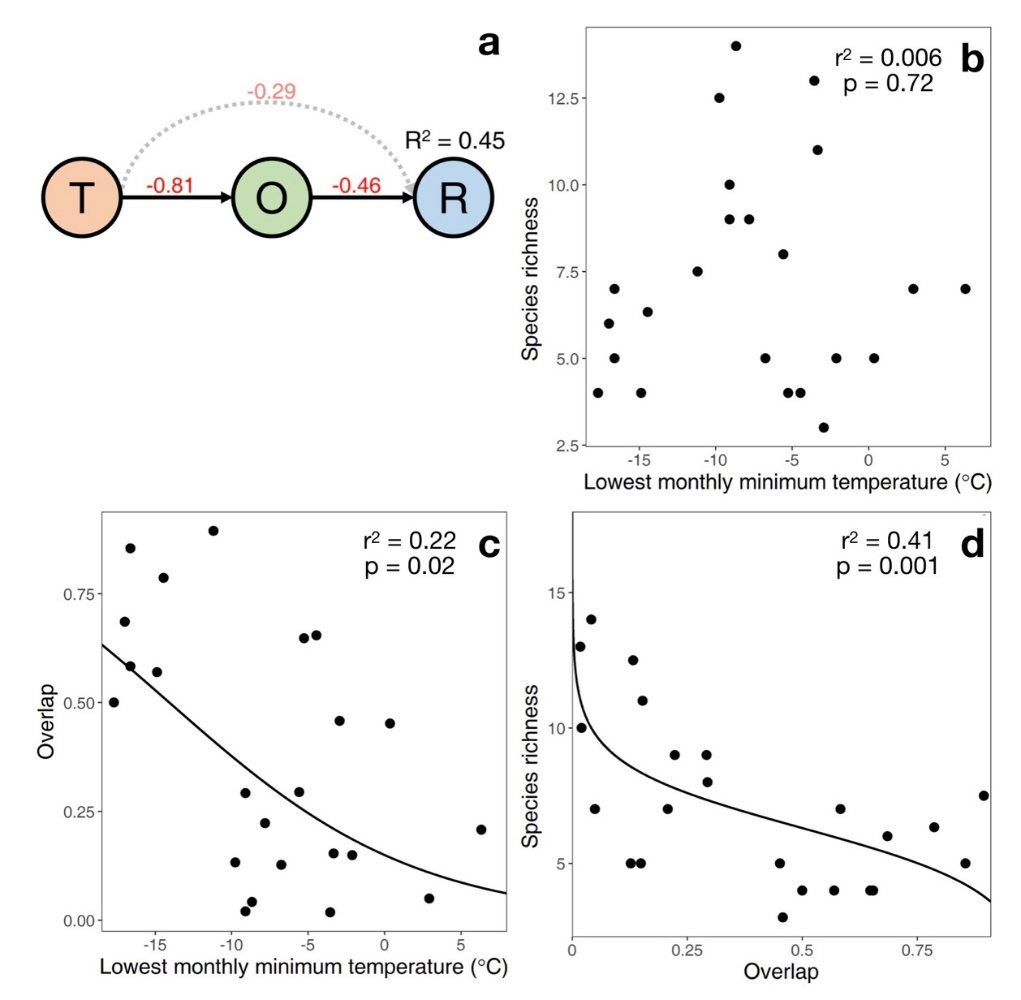 a
-0.29
R² = 0.45
T
-0.81
O
-0.46
R
b
r² = 0.006
p = 0.72
Species richness
12.5
10.0
7.5
5.0
2.5
-15 -10 -5 0 5
Lowest monthly minimum temperature (°C)
c
r² = 0.22
p = 0.02
Overlap
0.75
0.50
0.25
0.00
-15 -10 -5 0 5
Lowest monthly minimum temperature (°C)
d
r² = 0.41
p = 0.001
Species richness
15
10
5
0 0.25 0.5 0.75
Overlap